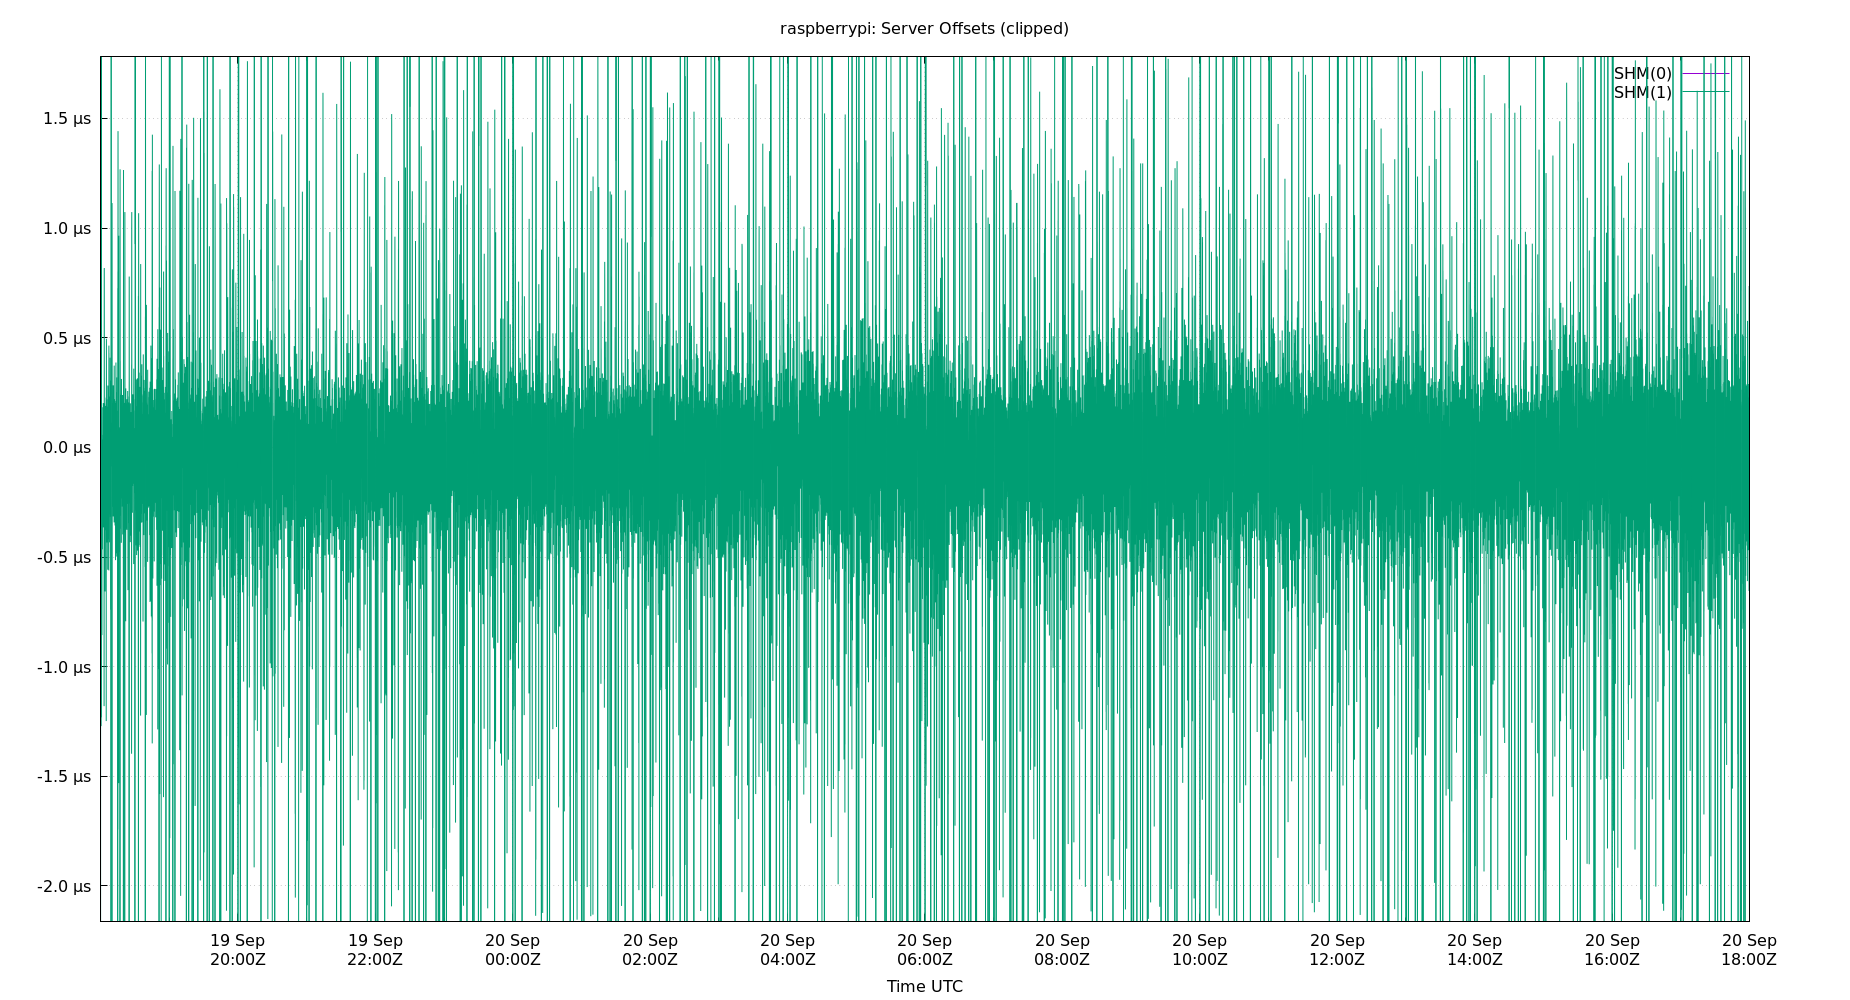 raspberrypi: Server Offsets (clipped)
SHM(0)
SHM(1)
1.5 µs
1.0 µs
0.5 µs
0.0 µs
-0.5 µs
-1.0 µs
-1.5 µs
-2.0 µs
19 Sep 19 Sep 20 Sep 20 Sep 20 Sep 20 Sep 20 Sep 20 Sep 20 Sep 20 Sep 20 Sep 20 Sep
20:00Z 22:00Z 00:00Z 02:00Z 04:00Z 06:00Z 08:00Z 10:00Z 12:00Z 14:00Z 16:00Z 18:00Z
Time UTC